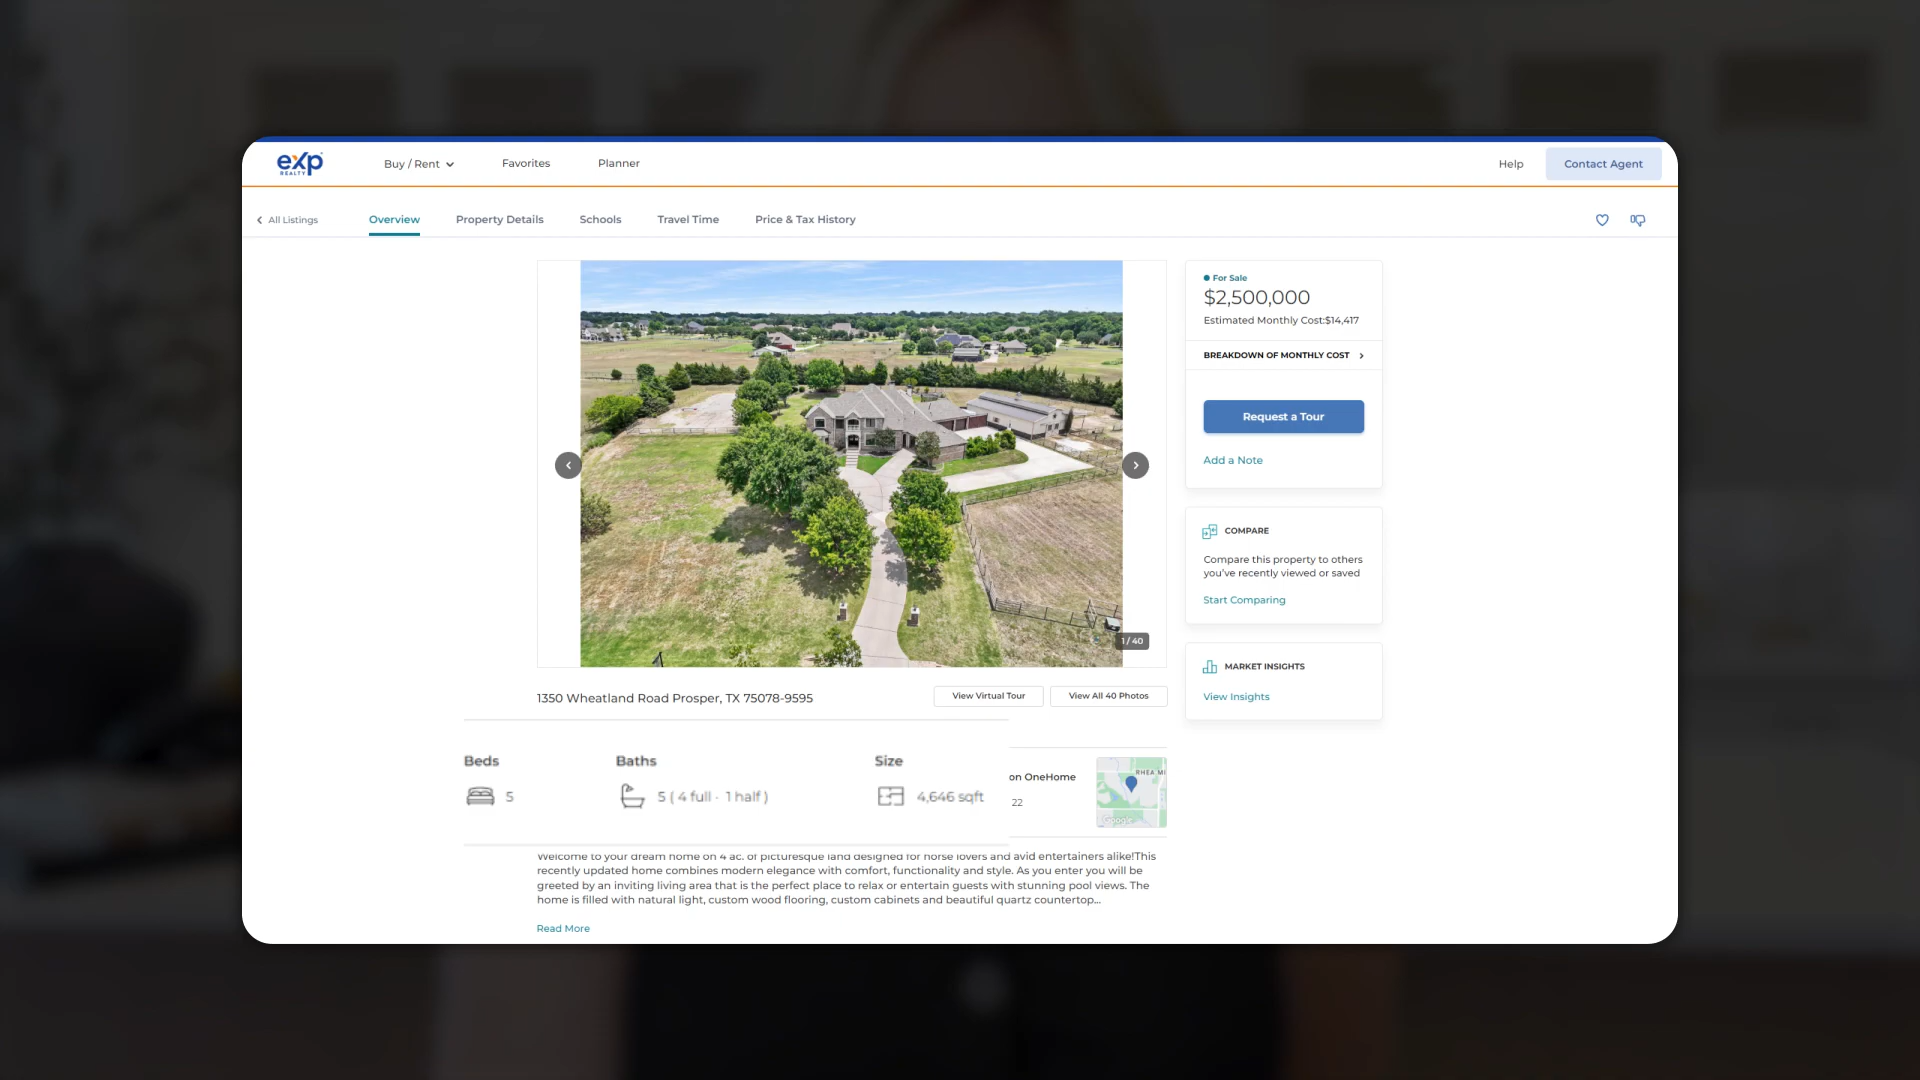 exp
REALTY
Buy / Rent
Favorites
Planner
Help
Contact Agent
All Listings
Overview
Property Details
Schools
Travel Time
Price & Tax History
For Sale
$2,500,000
Estimated Monthly Cost:$14,417
BREAKDOWN OF MONTHLY COST
Request a Tour
Add a Note
1 / 40
COMPARE
Compare this property to others
you've recently viewed or saved
Start Comparing
MARKET INSIGHTS
View Insights
1350 Wheatland Road Prosper, TX 75078-9595
View Virtual Tour
View All 40 Photos
Beds
5
Baths
5 ( 4 full · 1 half )
Size
4,646 sqft
on OneHome
22
RHEA MI
Google
Welcome to your dream home on 4 ac. of picturesque land designed for horse lovers and avid entertainers alike!This
recently updated home combines modern elegance with comfort, functionality and style. As you enter you will be
greeted by an inviting living area that is the perfect place to relax or entertain guests with stunning pool views. The
home is filled with natural light, custom wood flooring, custom cabinets and beautiful quartz countertop...
Read More